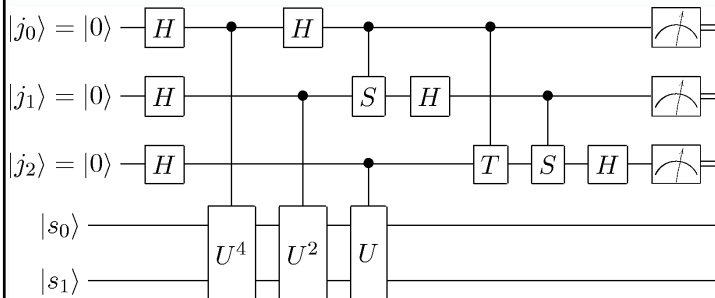 |j₀⟩ = |0⟩ H H
|j₁⟩ = |0⟩ H S H
|j₂⟩ = |0⟩ H T S H
|s₀⟩
U⁴ U² U
|s₁⟩